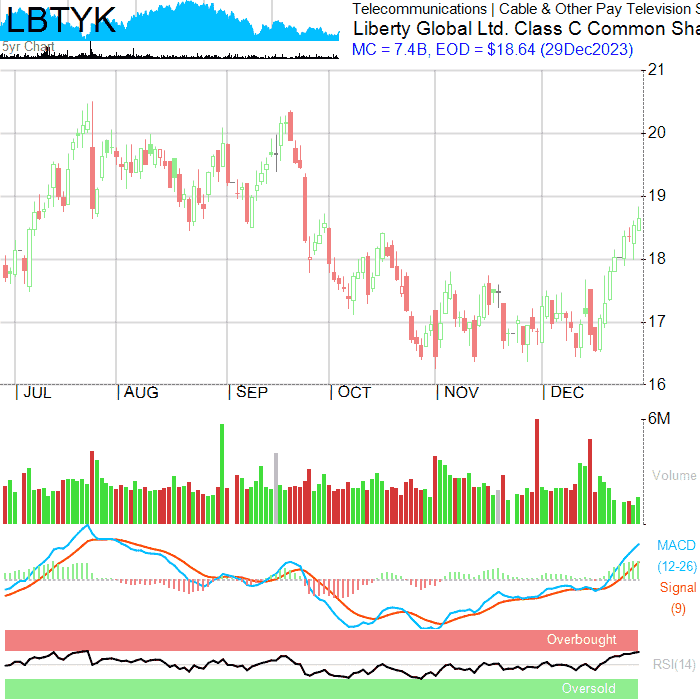 LBTYK
5yr Chart
Telecommunications | Cable & Other Pay Television S
Liberty Global Ltd. Class C Common Sha
MC = 7.4B, EOD = $18.64 (29Dec2023)
21
20
19
18
17
16
| JUL | AUG | SEP | OCT | NOV | DEC
6M
Volume
MACD
(12-26)
Signal
(9)
Overbought
RSI(14)
Oversold